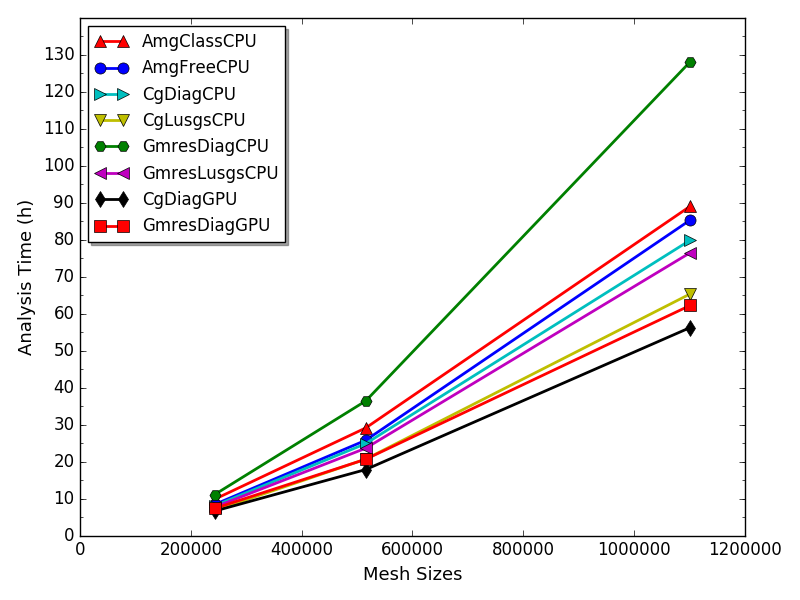 AmgClassCPU
AmgFreeCPU
CgDiagCPU
CgLusgsCPU
GmresDiagCPU
GmresLusgsCPU
CgDiagGPU
GmresDiagGPU
130
120
110
100
90
80
70
60
50
40
30
20
10
0
Analysis Time (h)
0 200000 400000 600000 800000 1000000 1200000
Mesh Sizes